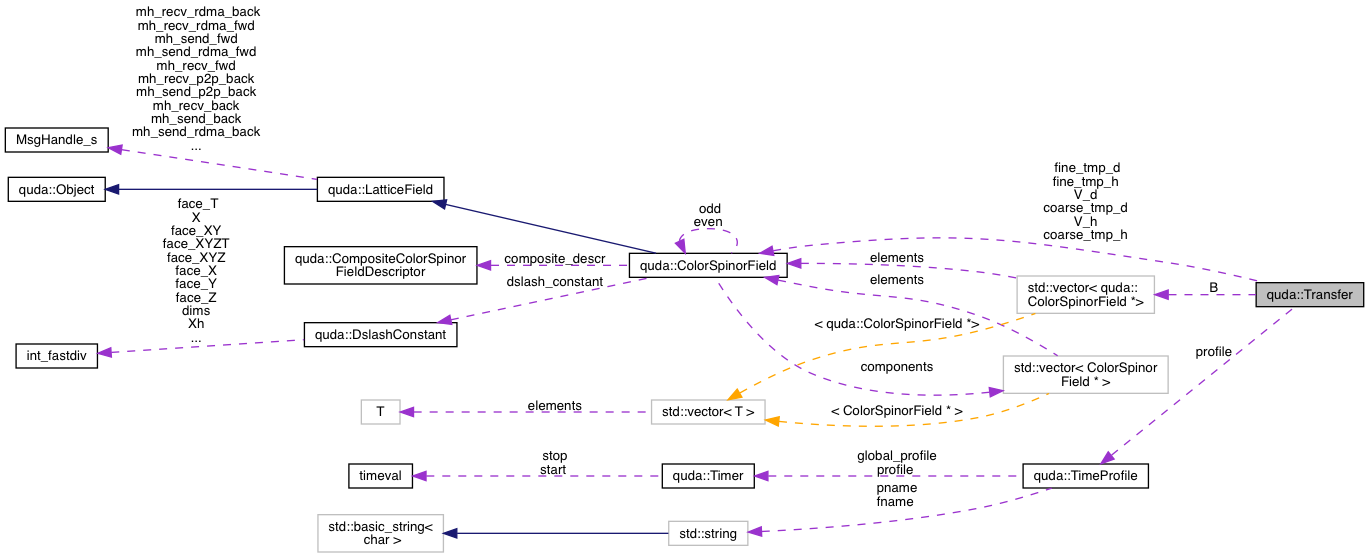 mh_recv_rdma_back
mh_recv_rdma_fwd
mh_send_fwd
mh_send_rdma_fwd
mh_recv_fwd
mh_recv_p2p_back
mh_send_p2p_back
mh_recv_back
mh_send_back
mh_send_rdma_back
...
MsgHandle_s
quda::Object
quda::LatticeField
face_T
X
face_XY
face_XYZT
face_XYZ
face_X
face_Y
face_Z
dims
Xh
...
int_fastdiv
quda::CompositeColorSpinor
FieldDescriptor
composite_descr
dslash_constant
quda::DslashConstant
odd
even
quda::ColorSpinorField
fine_tmp_d
fine_tmp_h
V_d
coarse_tmp_d
V_h
coarse_tmp_h
elements
elements
std::vector< quda::
ColorSpinorField *>
B
quda::Transfer
< quda::ColorSpinorField *>
components
std::vector< ColorSpinor
Field * >
profile
T
elements
std::vector< T >
< ColorSpinorField * >
timeval
stop
start
quda::Timer
global_profile
profile
quda::TimeProfile
pname
fname
std::basic_string<
char >
std::string